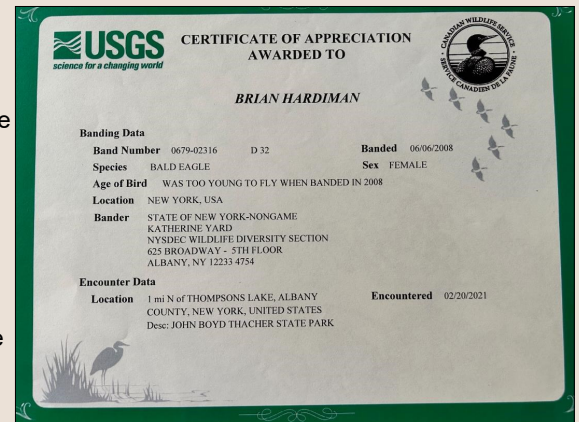 USGS
science for a changing world
CERTIFICATE OF APPRECIATION
AWARDED TO
CANADIAN WILDLIFE SERVICE
SERVICE CANADIEN DE LA FAUNE
BRIAN HARDIMAN
Banding Data
Band Number 0679-02316 D 32 Banded 06/06/2008
Species BALD EAGLE Sex FEMALE
Age of Bird WAS TOO YOUNG TO FLY WHEN BANDED IN 2008
Location NEW YORK, USA
Bander STATE OF NEW YORK-NONGAME
KATHERINE YARD
NYSDEC WILDLIFE DIVERSITY SECTION
625 BROADWAY - 5TH FLOOR
ALBANY, NY 12233 4754
Encounter Data
Location 1 mi N of THOMPSONS LAKE, ALBANY Encountered 02/20/2021
COUNTY, NEW YORK, UNITED STATES
Desc: JOHN BOYD THACHER STATE PARK